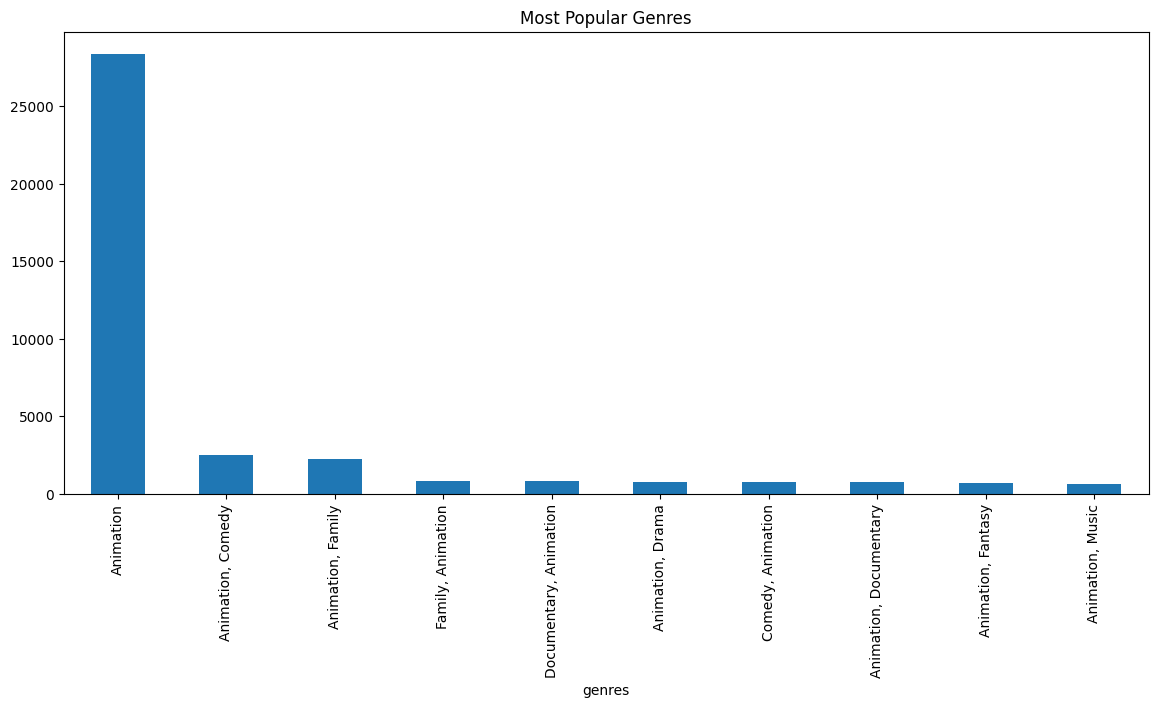 Most Popular Genres
25000
20000
15000
10000
5000
0
Animation
Animation, Comedy
Animation, Family
Family, Animation
Documentary, Animation
Animation, Drama
Comedy, Animation
Animation, Documentary
Animation, Fantasy
Animation, Music
genres